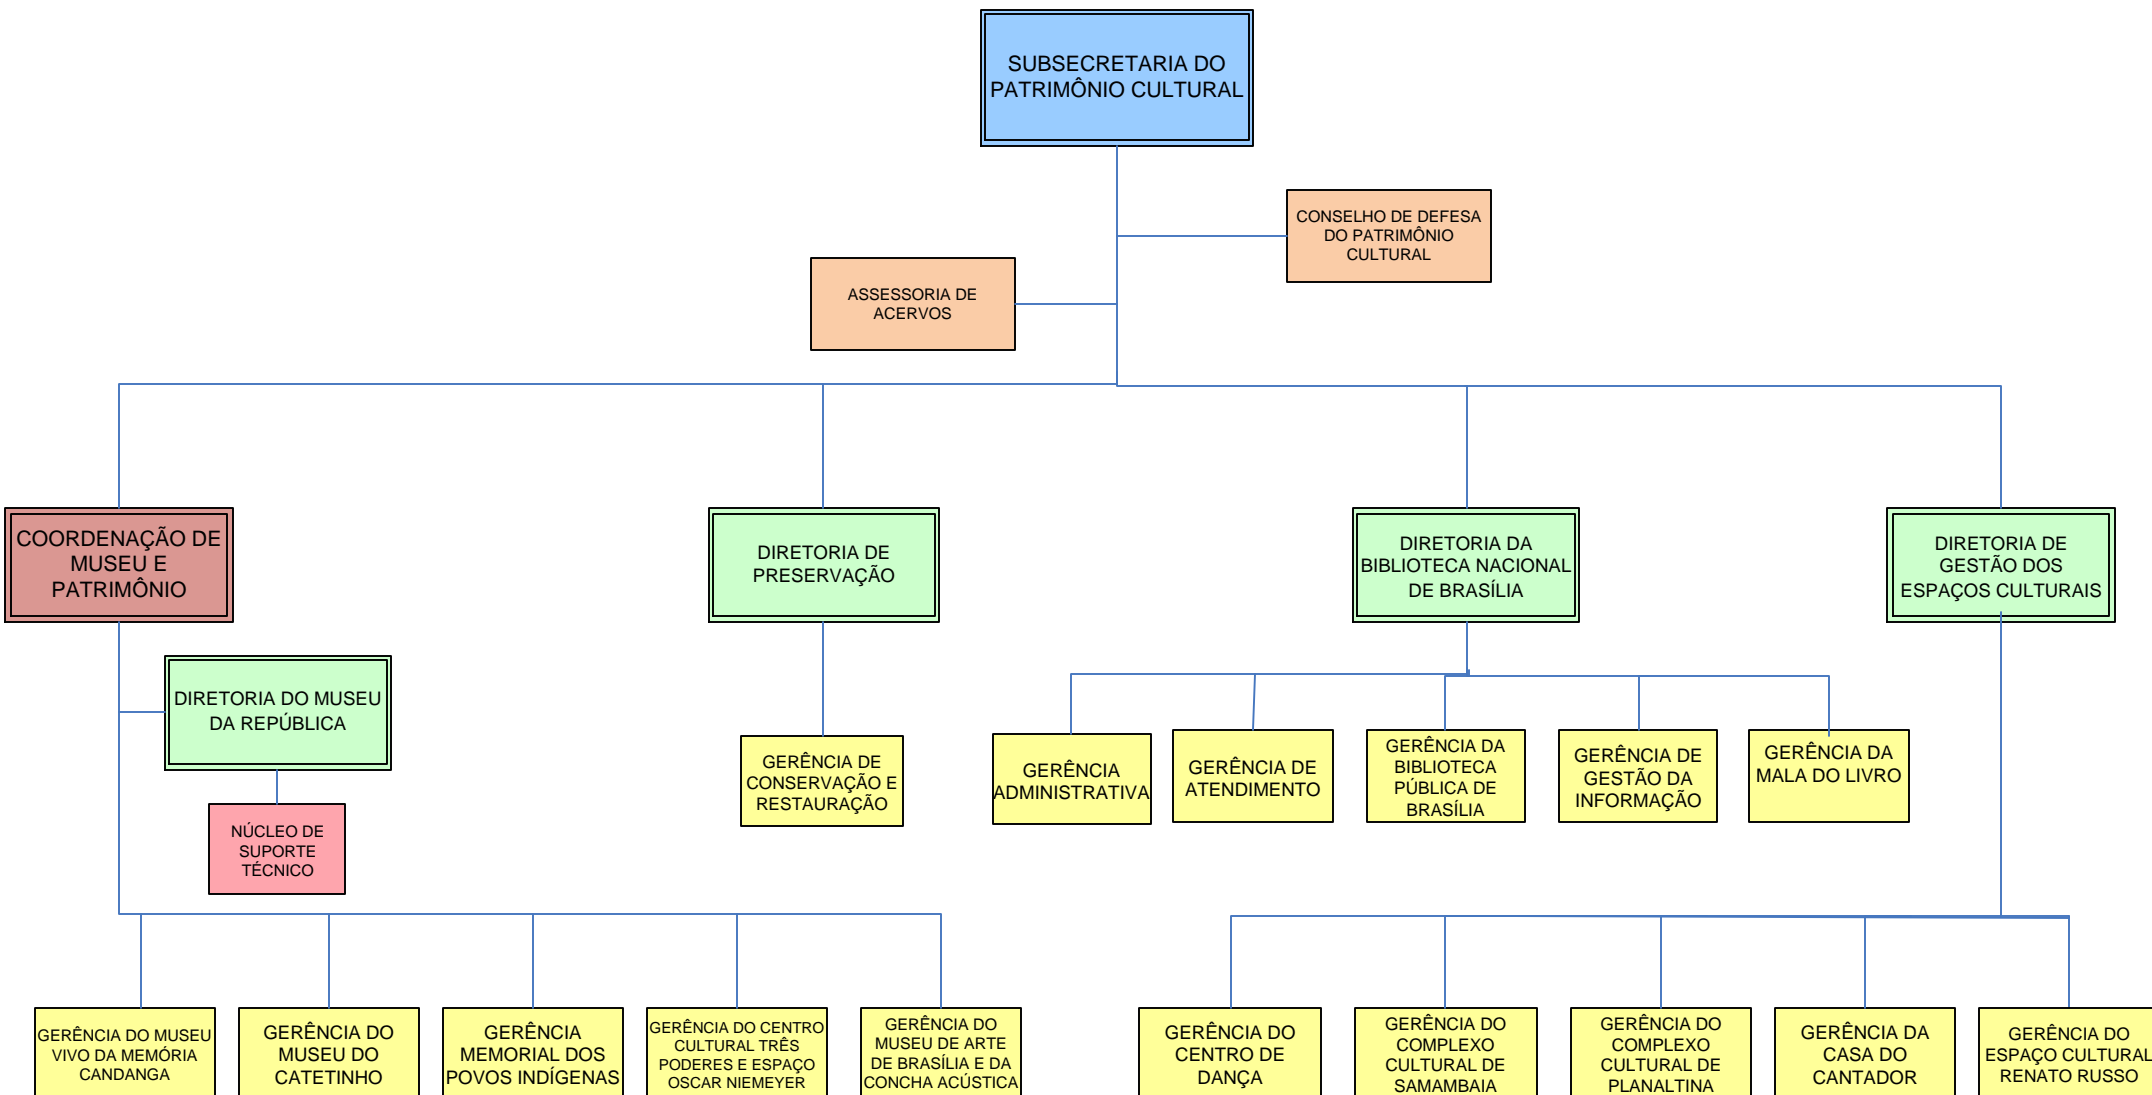 SUBSECRETARIA DO
PATRIMÔNIO CULTURAL
CONSELHO DE DEFESA
DO PATRIMÔNIO
CULTURAL
ASSESSORIA DE
ACERVOS
COORDENAÇÃO DE
MUSEU E
PATRIMÔNIO
DIRETORIA DE
PRESERVAÇÃO
DIRETORIA DA
BIBLIOTECA NACIONAL
DE BRASÍLIA
DIRETORIA DE
GESTÃO DOS
ESPAÇOS CULTURAIS
DIRETORIA DO MUSEU
DA REPÚBLICA
NÚCLEO DE
SUPORTE
TÉCNICO
GERÊNCIA DE
CONSERVAÇÃO E
RESTAURAÇÃO
GERÊNCIA
ADMINISTRATIVA
GERÊNCIA DE
ATENDIMENTO
GERÊNCIA DA
BIBLIOTECA
PÚBLICA DE
BRASÍLIA
GERÊNCIA DE
GESTÃO DA
INFORMAÇÃO
GERÊNCIA DA
MALA DO LIVRO
GERÊNCIA DO MUSEU
VIVO DA MEMÓRIA
CANDANGA
GERÊNCIA DO
MUSEU DO
CATETINHO
GERÊNCIA
MEMORIAL DOS
POVOS INDÍGENAS
GERÊNCIA DO CENTRO
CULTURAL TRÊS
PODERES E ESPAÇO
OSCAR NIEMEYER
GERÊNCIA DO
MUSEU DE ARTE
DE BRASÍLIA E DA
CONCHA ACÚSTICA
GERÊNCIA DO
CENTRO DE
DANÇA
GERÊNCIA DO
COMPLEXO
CULTURAL DE
SAMAMBAIA
GERÊNCIA DO
COMPLEXO
CULTURAL DE
PLANALTINA
GERÊNCIA DA
CASA DO
CANTADOR
GERÊNCIA DO
ESPAÇO CULTURAL
RENATO RUSSO